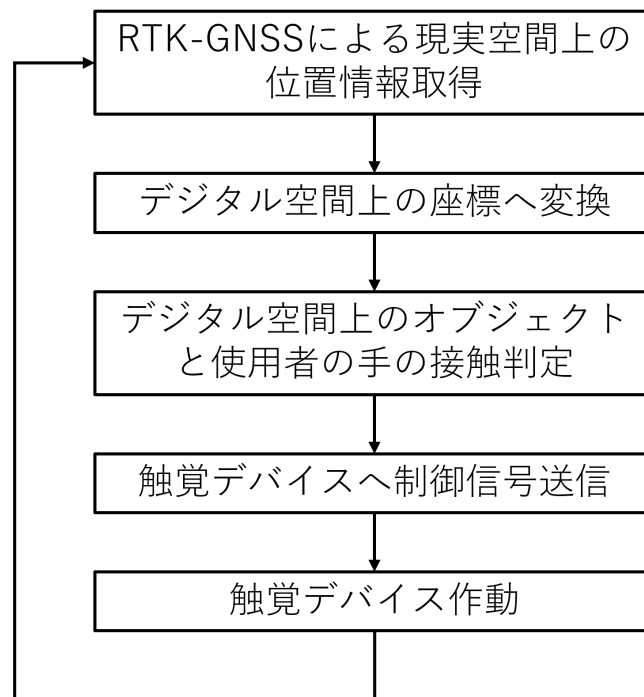 RTK-GNSSによる現実空間上の
位置情報取得
デジタル空間上の座標へ変換
デジタル空間上のオブジェクト
と使用者の手の接触判定
触覚デバイスへ制御信号送信
触覚デバイス作動